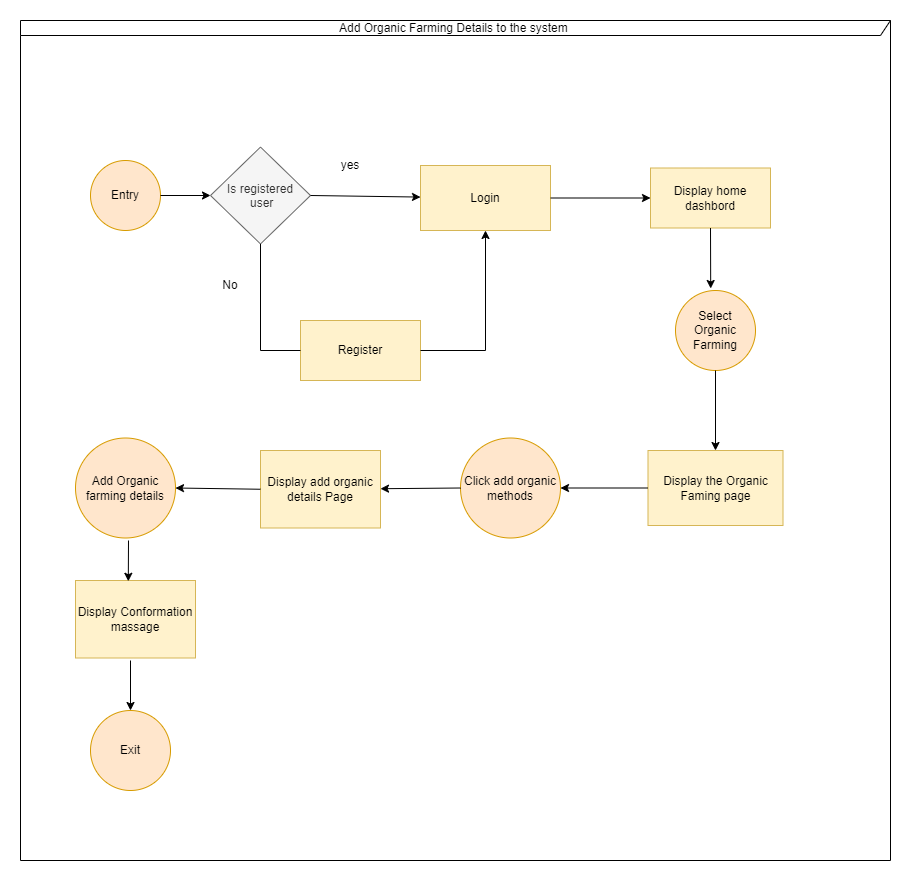 Add Organic Farming Details to the system
yes
Entry
Is registered
user
Login
Display home
dashbord
No
Register
Select
Organic
Farming
Add Organic
farming details
Display add organic
details Page
Click add organic
methods
Display the Organic
Faming page
Display Conformation
massage
Exit